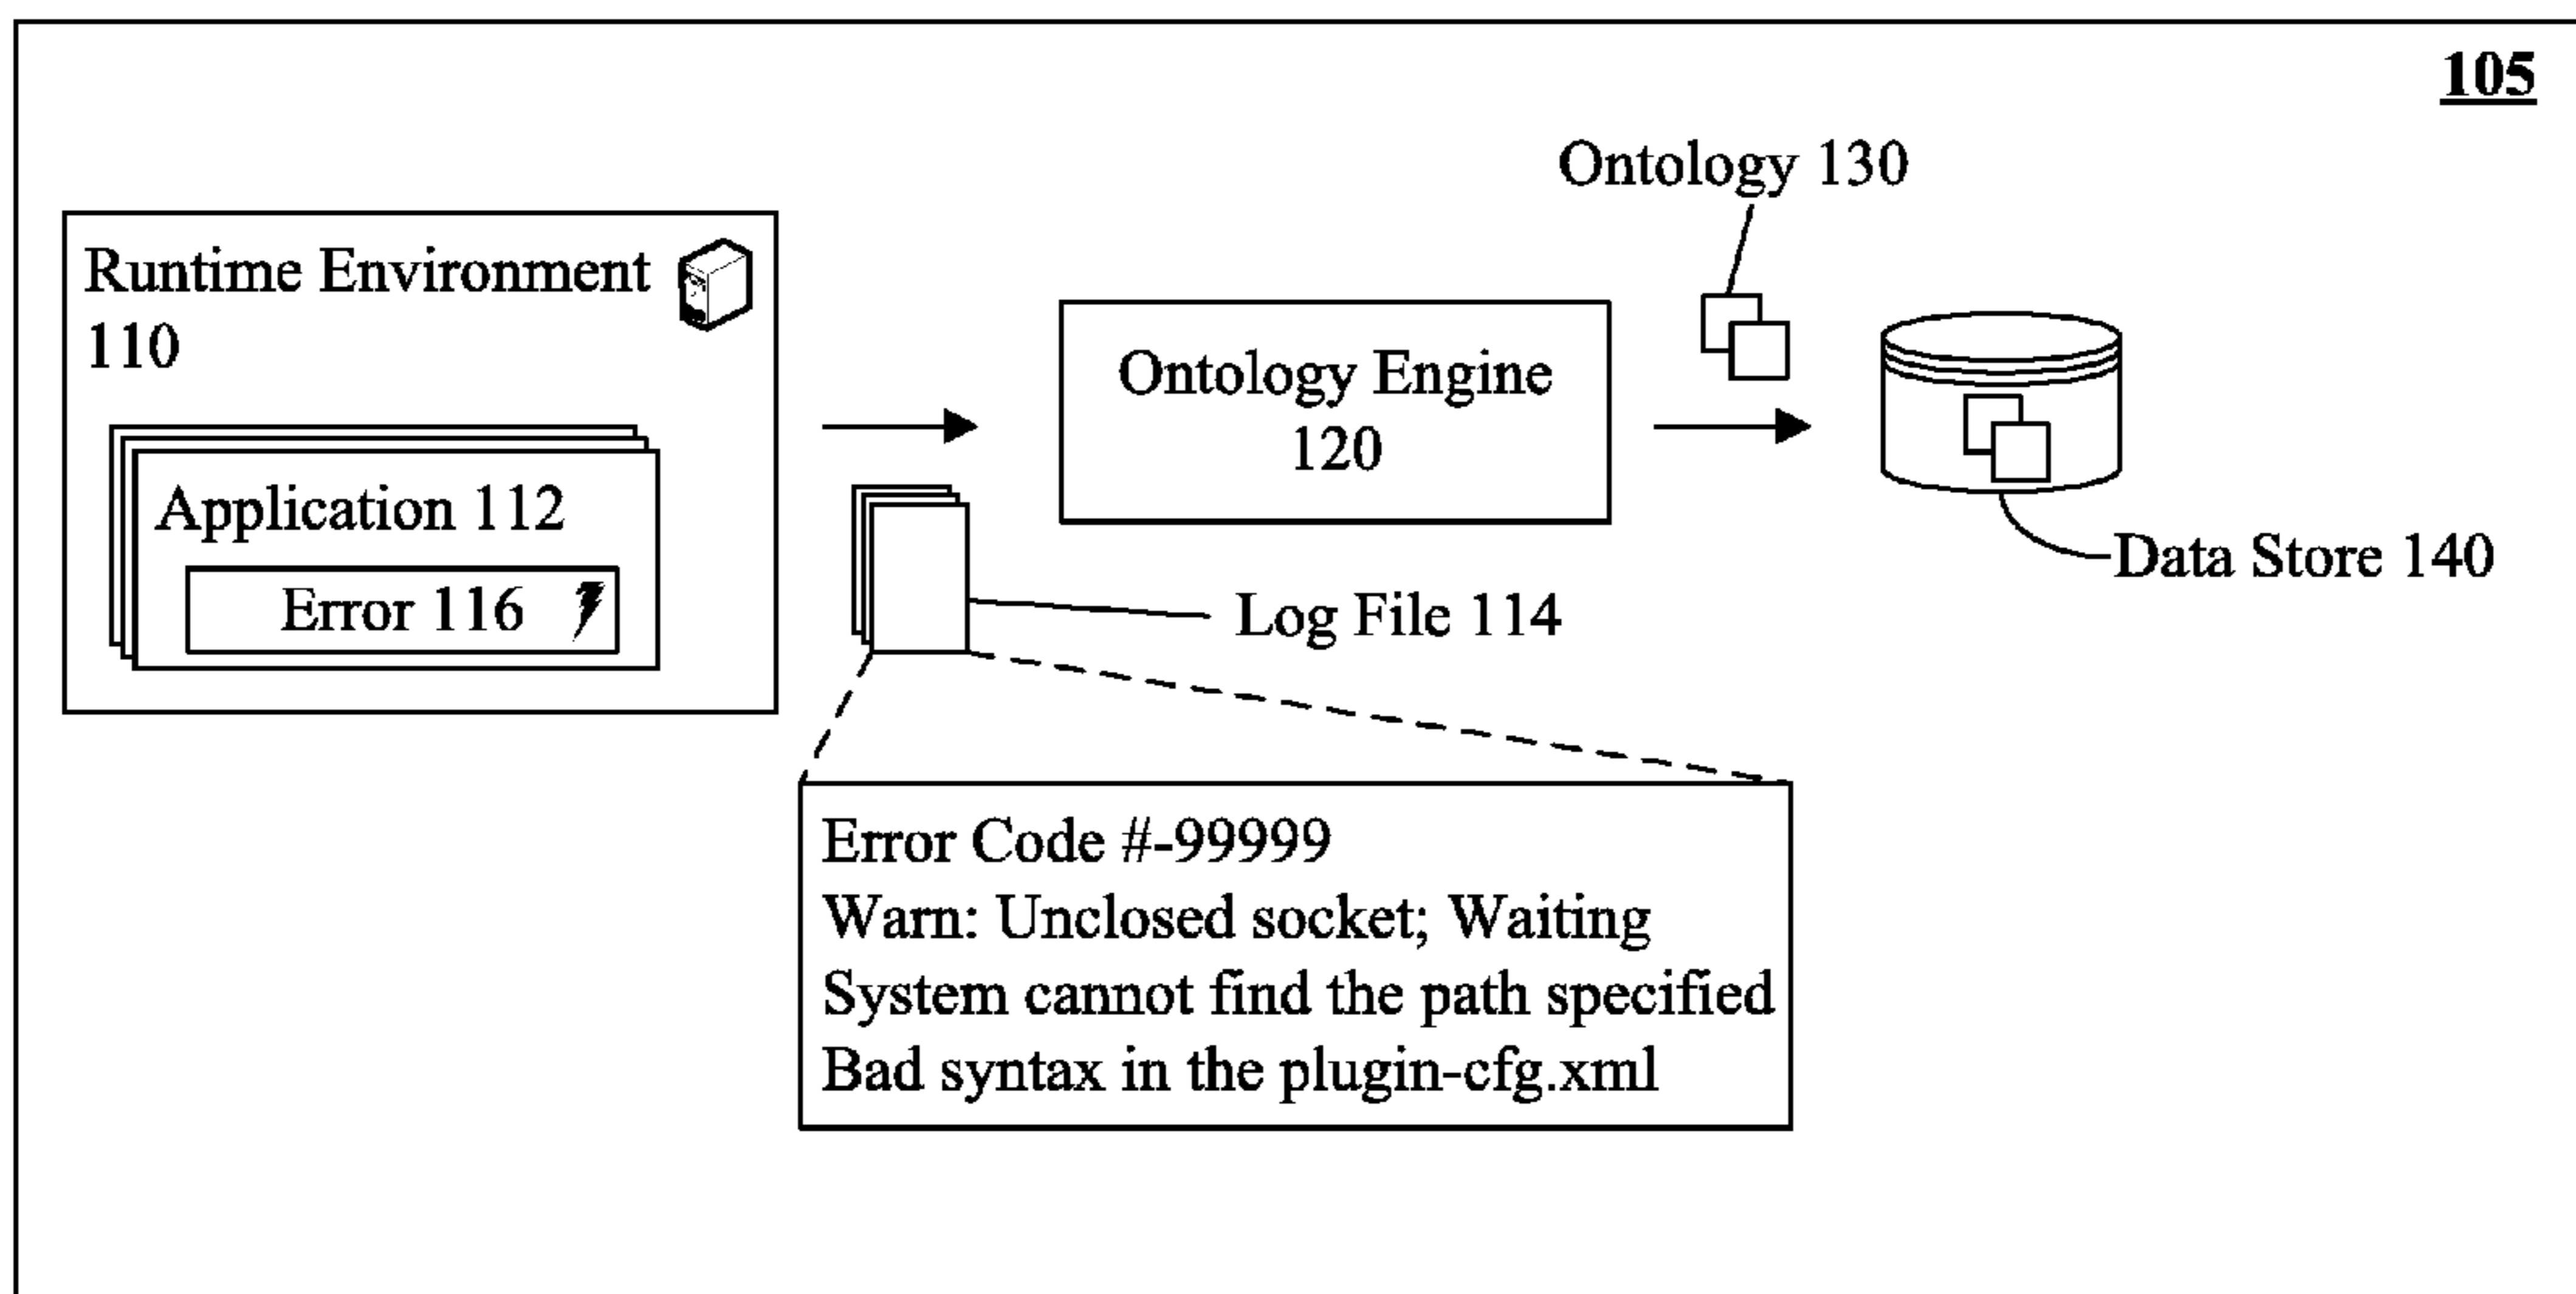 105
Ontology 130
Runtime Environment
110
Ontology Engine
120
Application 112
Error 116
Log File 114
Data Store 140
Error Code #-99999
Warn: Unclosed socket; Waiting
System cannot find the path specified
Bad syntax in the plugin-cfg.xml